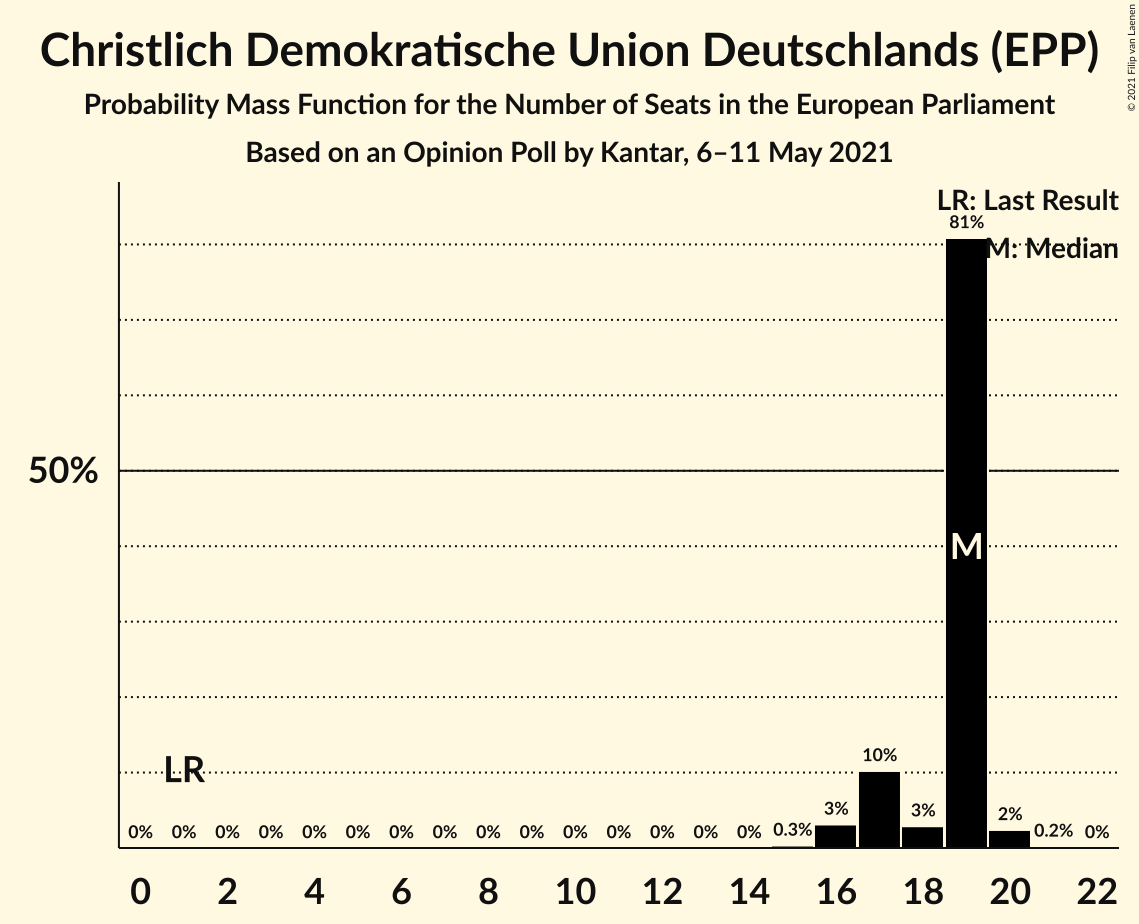 Christlich Demokratische Union Deutschlands (EPP)
Probability Mass Function for the Number of Seats in the European Parliament
Based on an Opinion Poll by Kantar, 6–11 May 2021
© 2021 Filip van Laenen
LR: Last Result
81%
M: Median
50%
M
LR
0% 0% 0% 0% 0% 0% 0% 0% 0% 0% 0% 0% 0% 0% 0% 0.3% 3% 10% 3% 2% 0.2% 0%
0 2 4 6 8 10 12 14 16 18 20 22